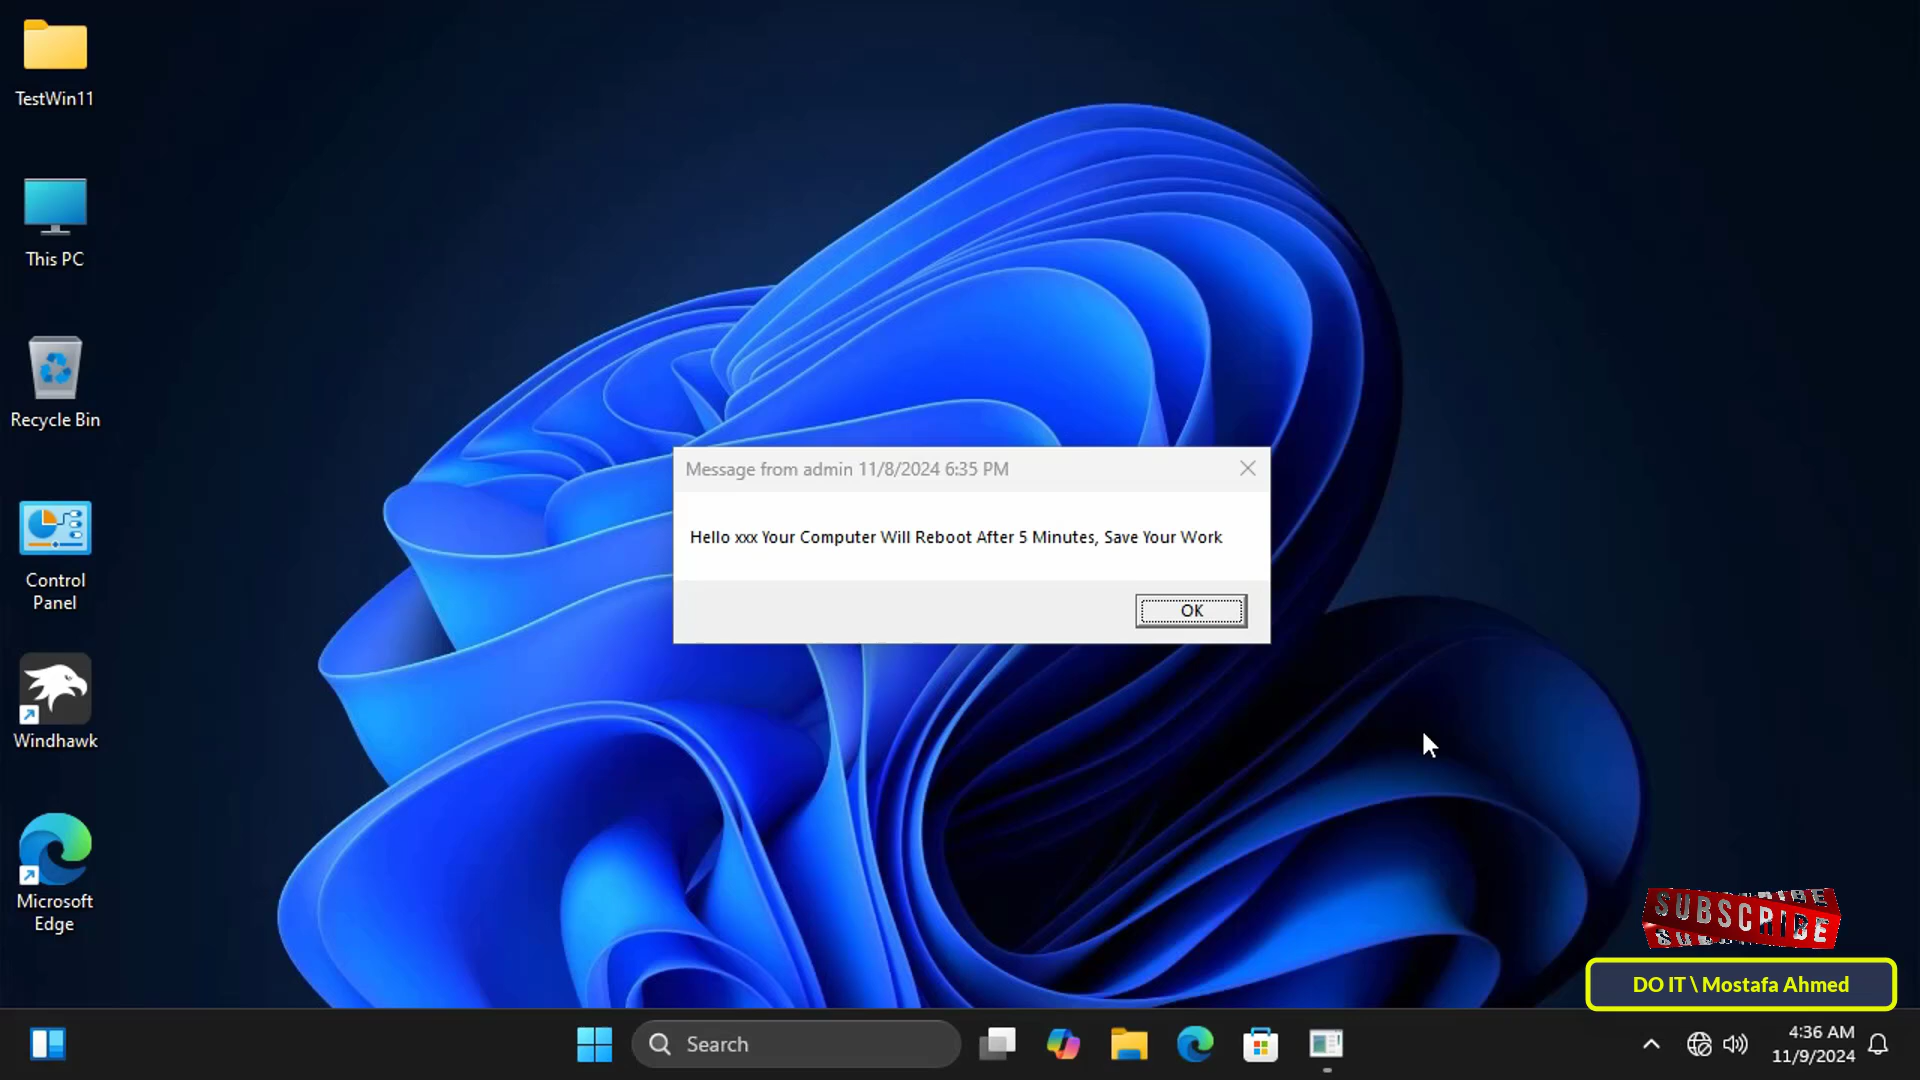 TestWin11
This PC
Recycle Bin
Control
Panel
Windhawk
Microsoft
Edge
Message from admin 11/8/2024 6:35 PM
Hello xxx Your Computer Will Reboot After 5 Minutes, Save Your Work
OK
SUBSCRIBE
DO IT \ Mostafa Ahmed
Search
4:36 AM
11/9/2024